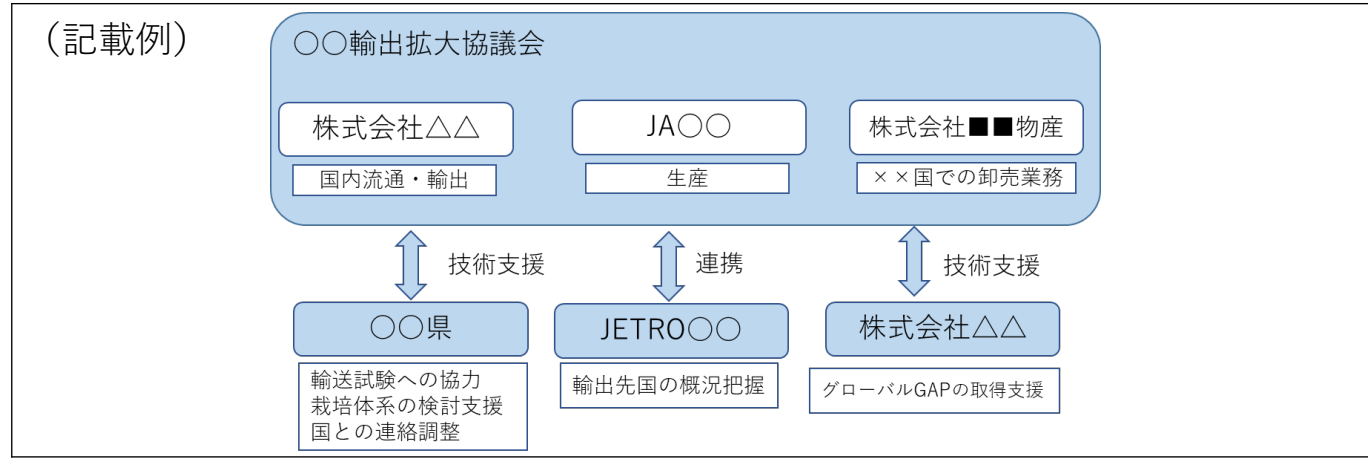 （記載例）
○○輸出拡大協議会
株式会社△△
JA○○
株式会社■■物産
国内流通・輸出
生産
××国での卸売業務
技術支援
連携
技術支援
○○県
JETRO○○
株式会社△△
輸送試験への協力
栽培体系の検討支援
国との連絡調整
輸出先国の概況把握
グローバルGAPの取得支援